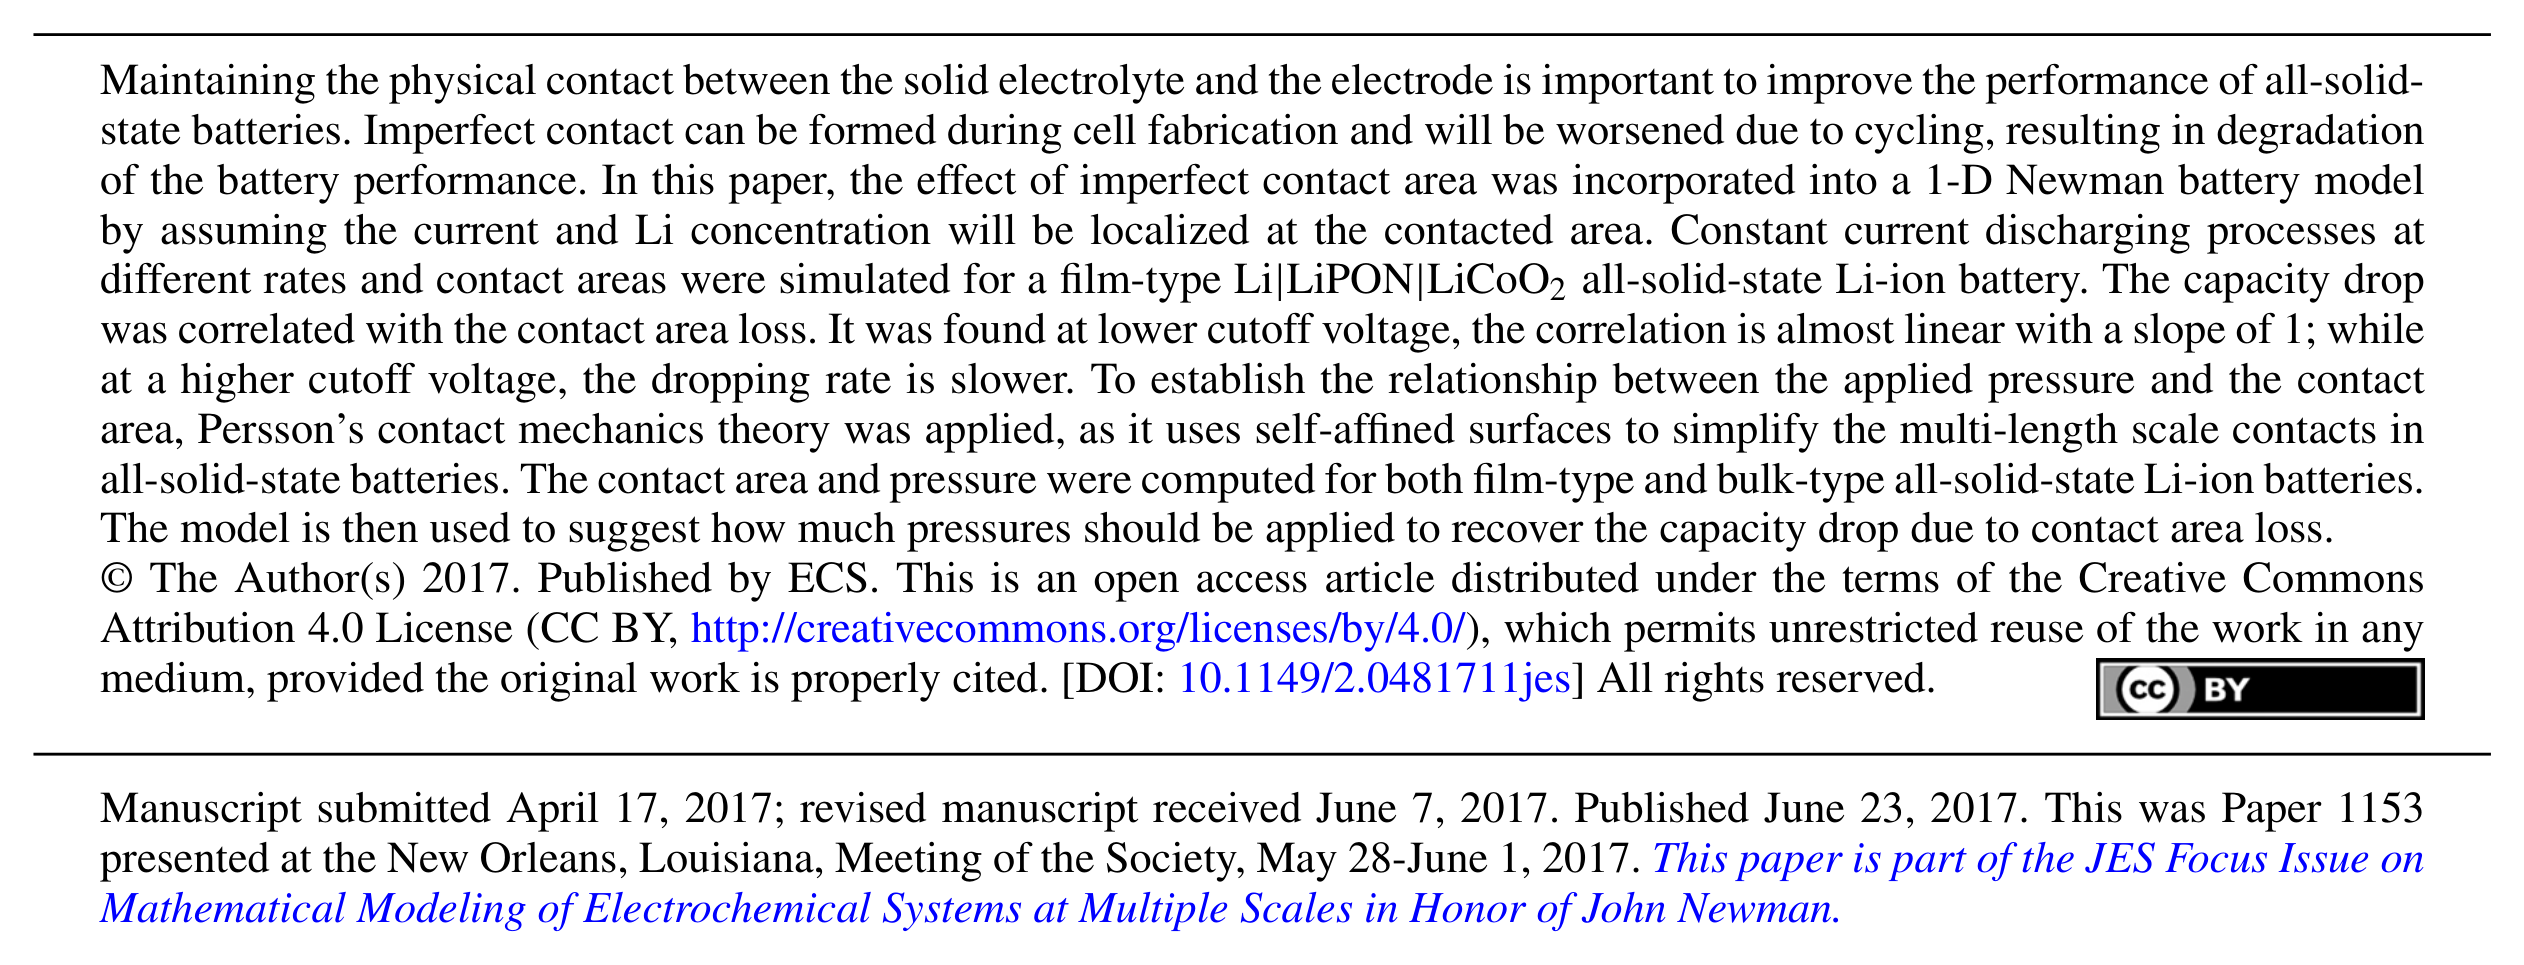 Maintaining the physical contact between the solid electrolyte and the electrode is important to improve the performance of all-solid-
state batteries. Imperfect contact can be formed during cell fabrication and will be worsened due to cycling, resulting in degradation
of the battery performance. In this paper, the effect of imperfect contact area was incorporated into a 1-D Newman battery model
by assuming the current and Li concentration will be localized at the contacted area. Constant current discharging processes at
different rates and contact areas were simulated for a film-type Li|LiPON|LiCoO₂ all-solid-state Li-ion battery. The capacity drop
was correlated with the contact area loss. It was found at lower cutoff voltage, the correlation is almost linear with a slope of 1; while
at a higher cutoff voltage, the dropping rate is slower. To establish the relationship between the applied pressure and the contact
area, Persson’s contact mechanics theory was applied, as it uses self-affined surfaces to simplify the multi-length scale contacts in
all-solid-state batteries. The contact area and pressure were computed for both film-type and bulk-type all-solid-state Li-ion batteries.
The model is then used to suggest how much pressures should be applied to recover the capacity drop due to contact area loss.
© The Author(s) 2017. Published by ECS. This is an open access article distributed under the terms of the Creative Commons
Attribution 4.0 License (CC BY, http://creativecommons.org/licenses/by/4.0/), which permits unrestricted reuse of the work in any
medium, provided the original work is properly cited. [DOI: 10.1149/2.0481711jes] All rights reserved.
cc BY
Manuscript submitted April 17, 2017; revised manuscript received June 7, 2017. Published June 23, 2017. This was Paper 1153
presented at the New Orleans, Louisiana, Meeting of the Society, May 28-June 1, 2017. This paper is part of the JES Focus Issue on
Mathematical Modeling of Electrochemical Systems at Multiple Scales in Honor of John Newman.